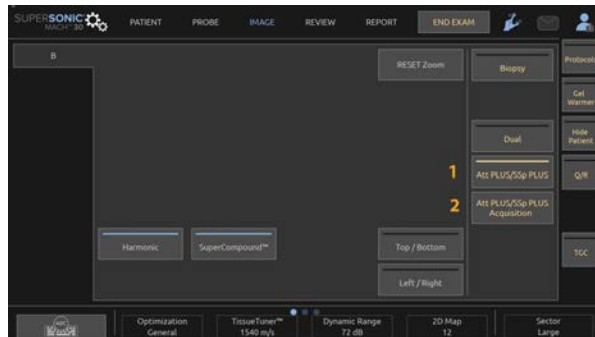 SUPERSONIC
MACH™ 30
PATIENT
PROBE
IMAGE
REVIEW
REPORT
END EXAM
B
RESET Zoom
Biopsy
Protocols
Gel
Warmer
Dual
Hide
Patient
1
Att PLUS/SSp PLUS
Q/R
2
Att PLUS/SSp PLUS
Acquisition
Harmonic
SuperCompound™
Top / Bottom
TGC
Left / Right
Optimization
General
TissueTuner™
1540 m/s
Dynamic Range
72 dB
2D Map
12
Sector
Large